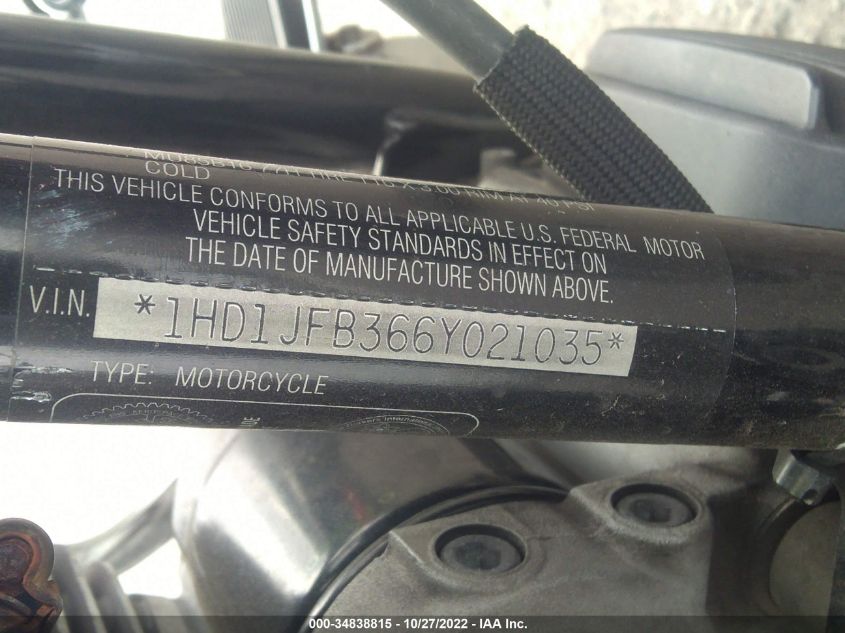 COLD
THIS VEHICLE CONFORMS TO ALL APPLICABLE U.S. FEDERAL MOTOR
VEHICLE SAFETY STANDARDS IN EFFECT ON
THE DATE OF MANUFACTURE SHOWN ABOVE.
V.I.N. *1HD1JFB366Y021035*
TYPE: MOTORCYCLE
000-34838815 - 10/27/2022 - IAA Inc.